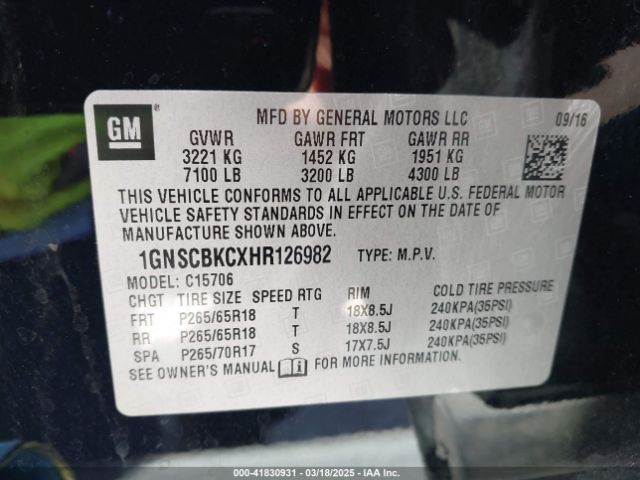 GM
MFD BY GENERAL MOTORS LLC 09/16
GVWR GAWR FRT GAWR RR
3221 KG 1452 KG 1951 KG
7100 LB 3200 LB 4300 LB
THIS VEHICLE CONFORMS TO ALL APPLICABLE U.S. FEDERAL MOTOR
VEHICLE SAFETY STANDARDS IN EFFECT ON THE DATE OF
MANUFACTURE SHOWN ABOVE.
1GNSCBKCXHR126982 TYPE: M.P.V.
MODEL: C15706
CHGT TIRE SIZE SPEED RTG RIM COLD TIRE PRESSURE
FRT P265/65R18 T 18X8.5J 240KPA(35PSI)
RR P265/65R18 T 18X8.5J 240KPA(35PSI)
SPA P265/70R17 S 17X7.5J 240KPA(35PSI)
SEE OWNER'S MANUAL FOR MORE INFORMATION.
000-41830931 | 03/18/2025 - IAA Inc.